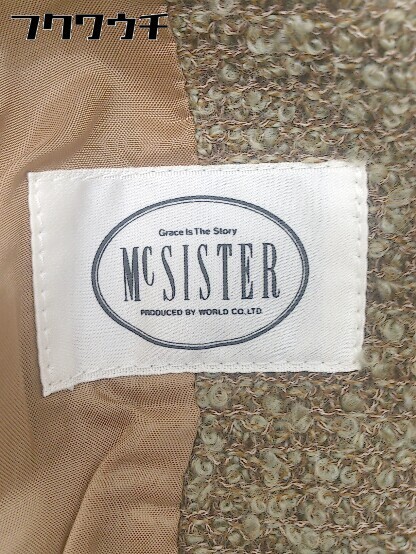 フクワウチ
Grace Is The Story
McSISTER
PRODUCED BY WORLD CO.,LTD.